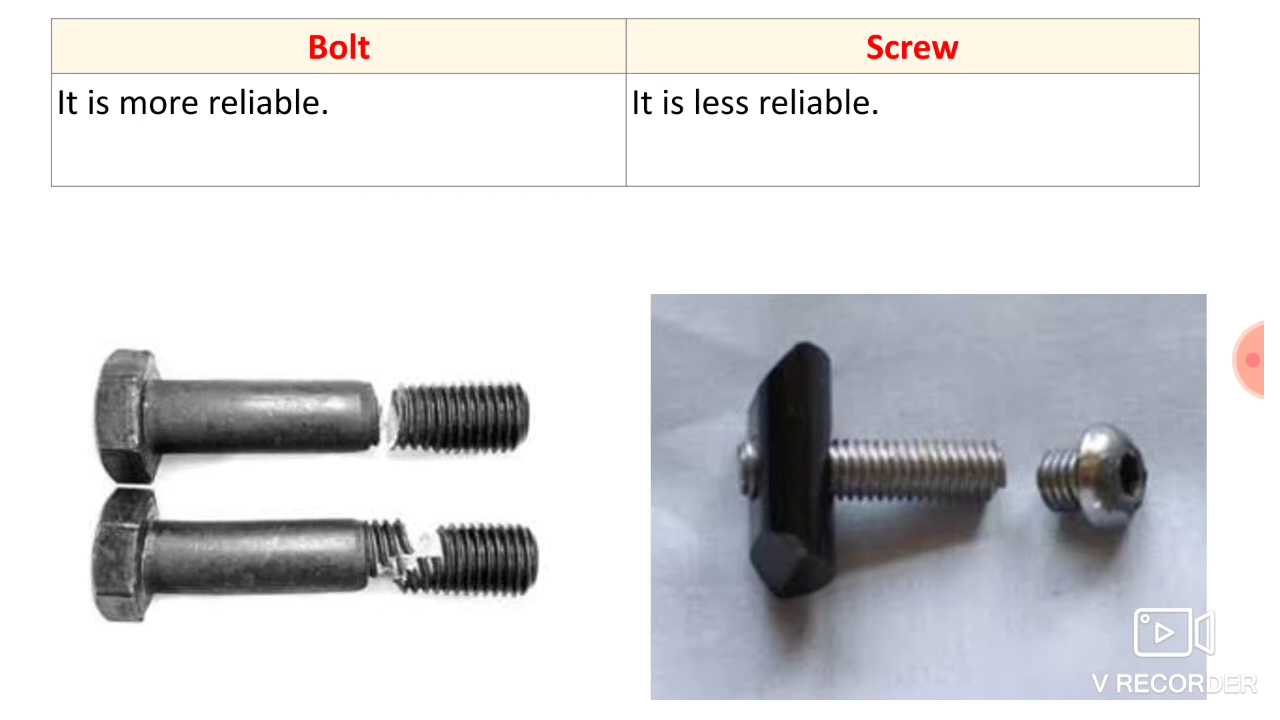 Bolt
Screw
It is more reliable.
It is less reliable.
V RECORDER